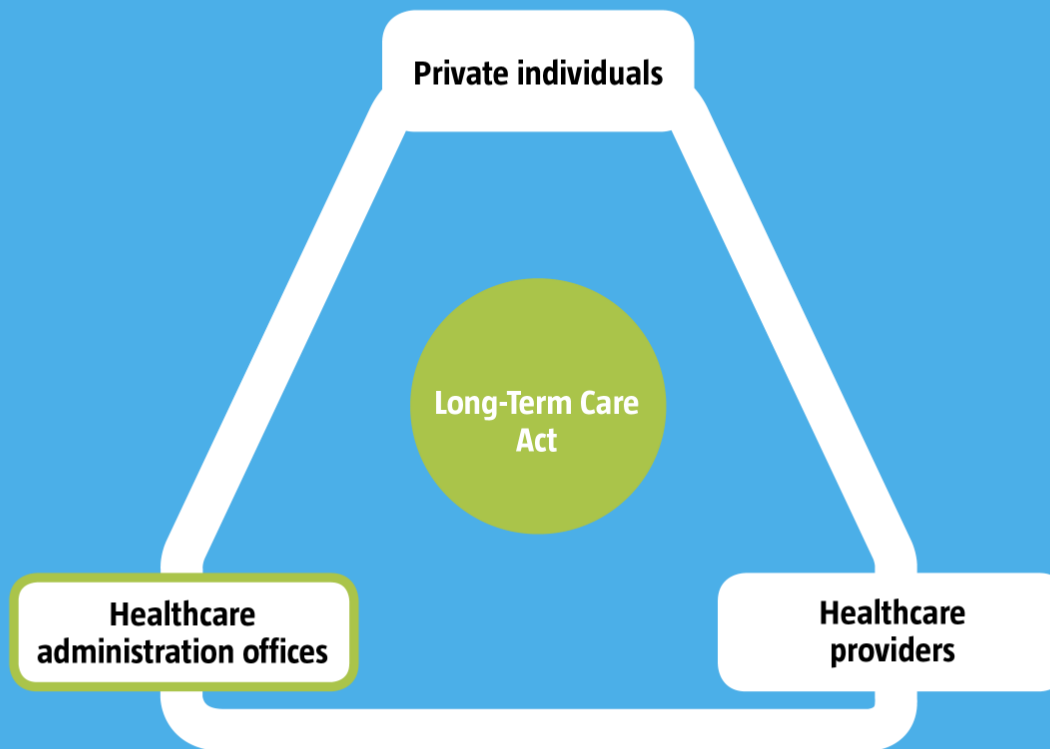 Private individuals
Long-Term Care
Act
Healthcare
administration offices
Healthcare
providers